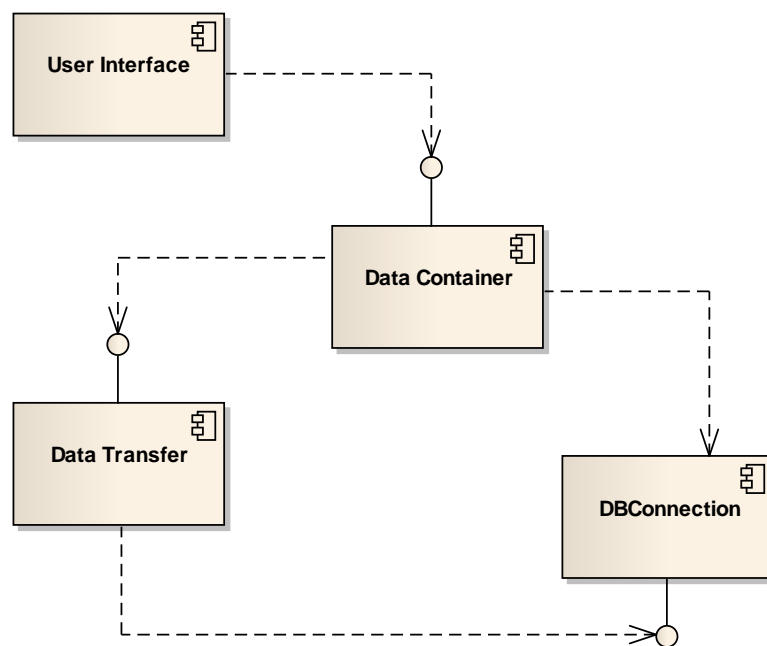 User Interface
Data Container
Data Transfer
DBConnection